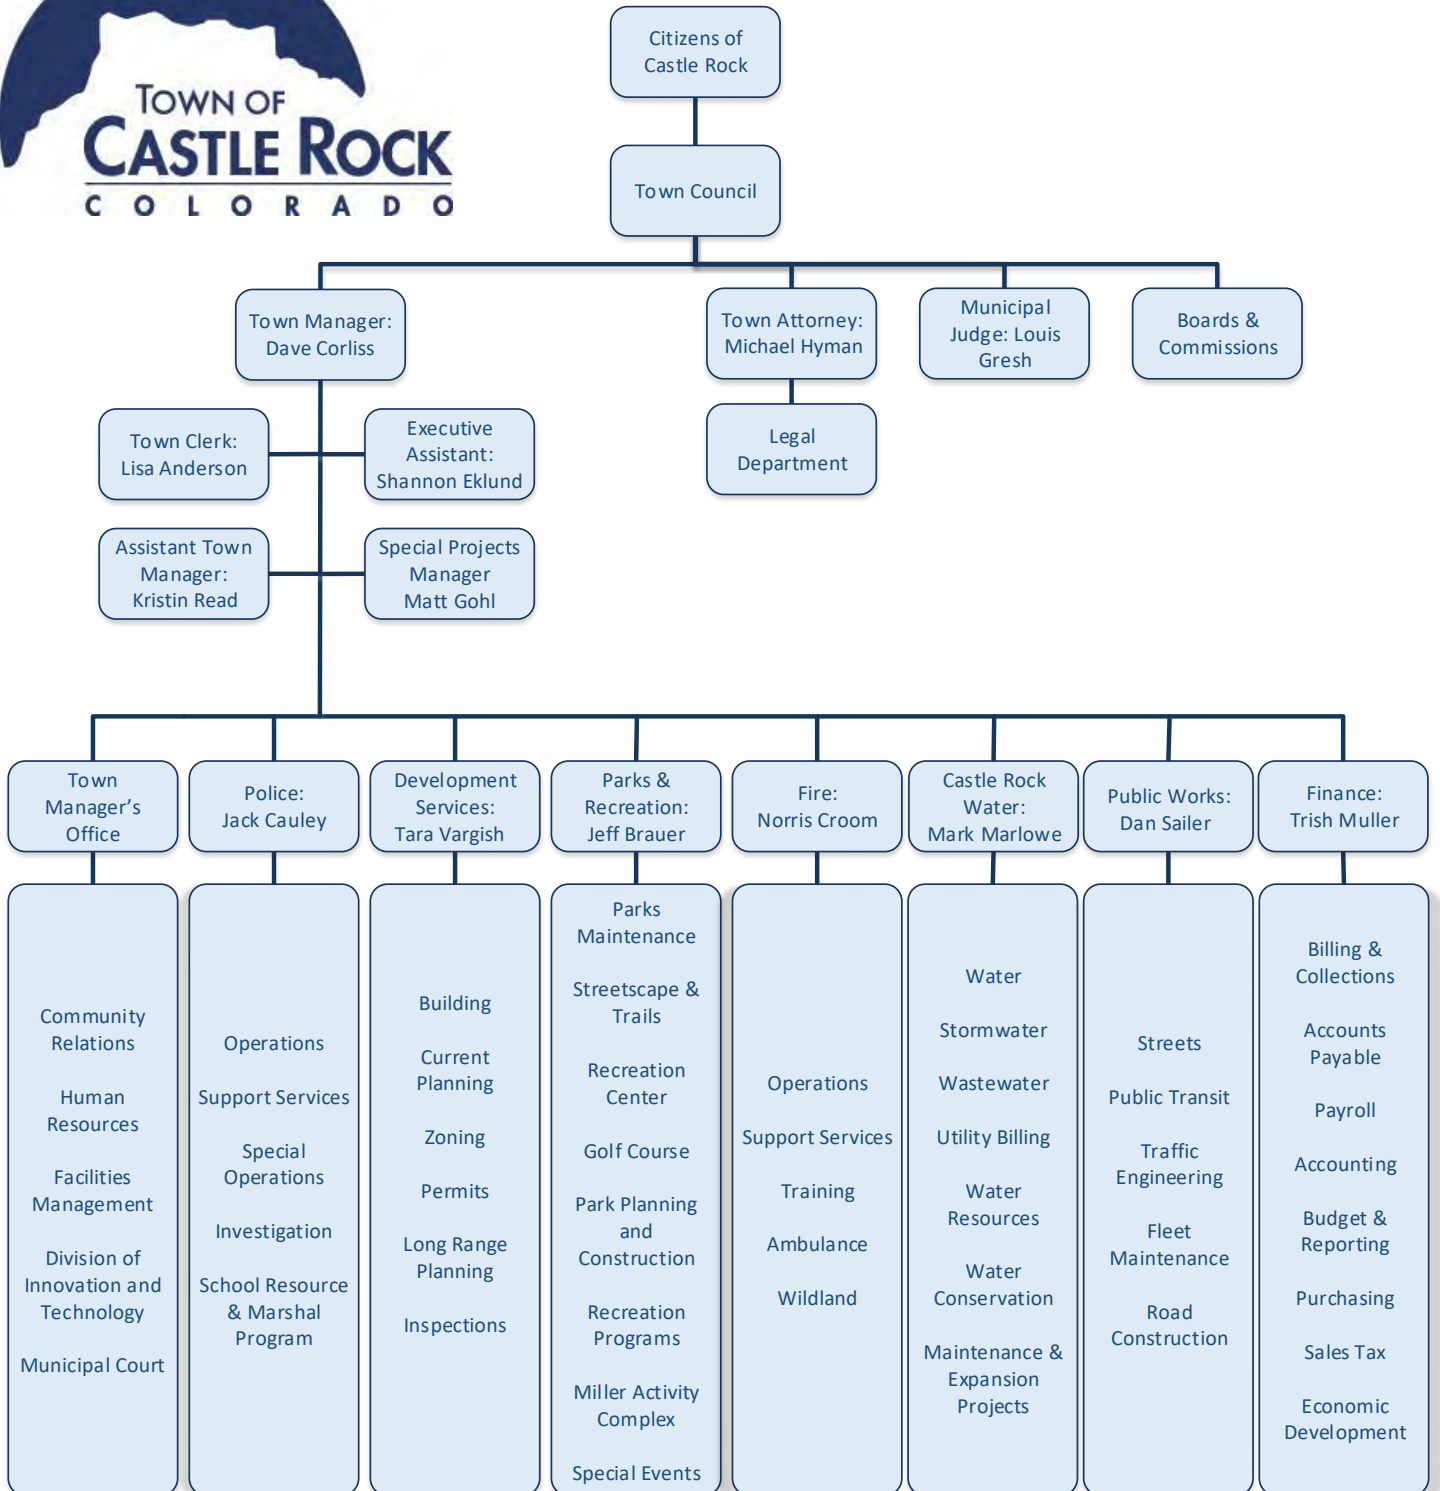 TOWN OF
CASTLE ROCK
COLORADO
Citizens of
Castle Rock
Town Council
Town Manager:
Dave Corliss
Town Attorney:
Michael Hyman
Municipal
Judge: Louis
Gresh
Boards &
Commissions
Town Clerk:
Lisa Anderson
Executive
Assistant:
Shannon Eklund
Legal
Department
Assistant Town
Manager:
Kristin Read
Special Projects
Manager
Matt Gohl
Town
Manager’s
Office
Police:
Jack Cauley
Development
Services:
Tara Vargish
Parks &
Recreation:
Jeff Brauer
Fire:
Norris Croom
Castle Rock
Water:
Mark Marlowe
Public Works:
Dan Sailer
Finance:
Trish Muller
Community
Relations
Human
Resources
Facilities
Management
Division of
Innovation and
Technology
Municipal Court
Operations
Support Services
Special
Operations
Investigation
School Resource
& Marshal
Program
Building
Current
Planning
Zoning
Permits
Long Range
Planning
Inspections
Parks
Maintenance
Streetscape &
Trails
Recreation
Center
Golf Course
Park Planning
and
Construction
Recreation
Programs
Miller Activity
Complex
Special Events
Operations
Support Services
Training
Ambulance
Wildland
Water
Stormwater
Wastewater
Utility Billing
Water
Resources
Water
Conservation
Maintenance &
Expansion
Projects
Streets
Public Transit
Traffic
Engineering
Fleet
Maintenance
Road
Construction
Billing &
Collections
Accounts
Payable
Payroll
Accounting
Budget &
Reporting
Purchasing
Sales Tax
Economic
Development